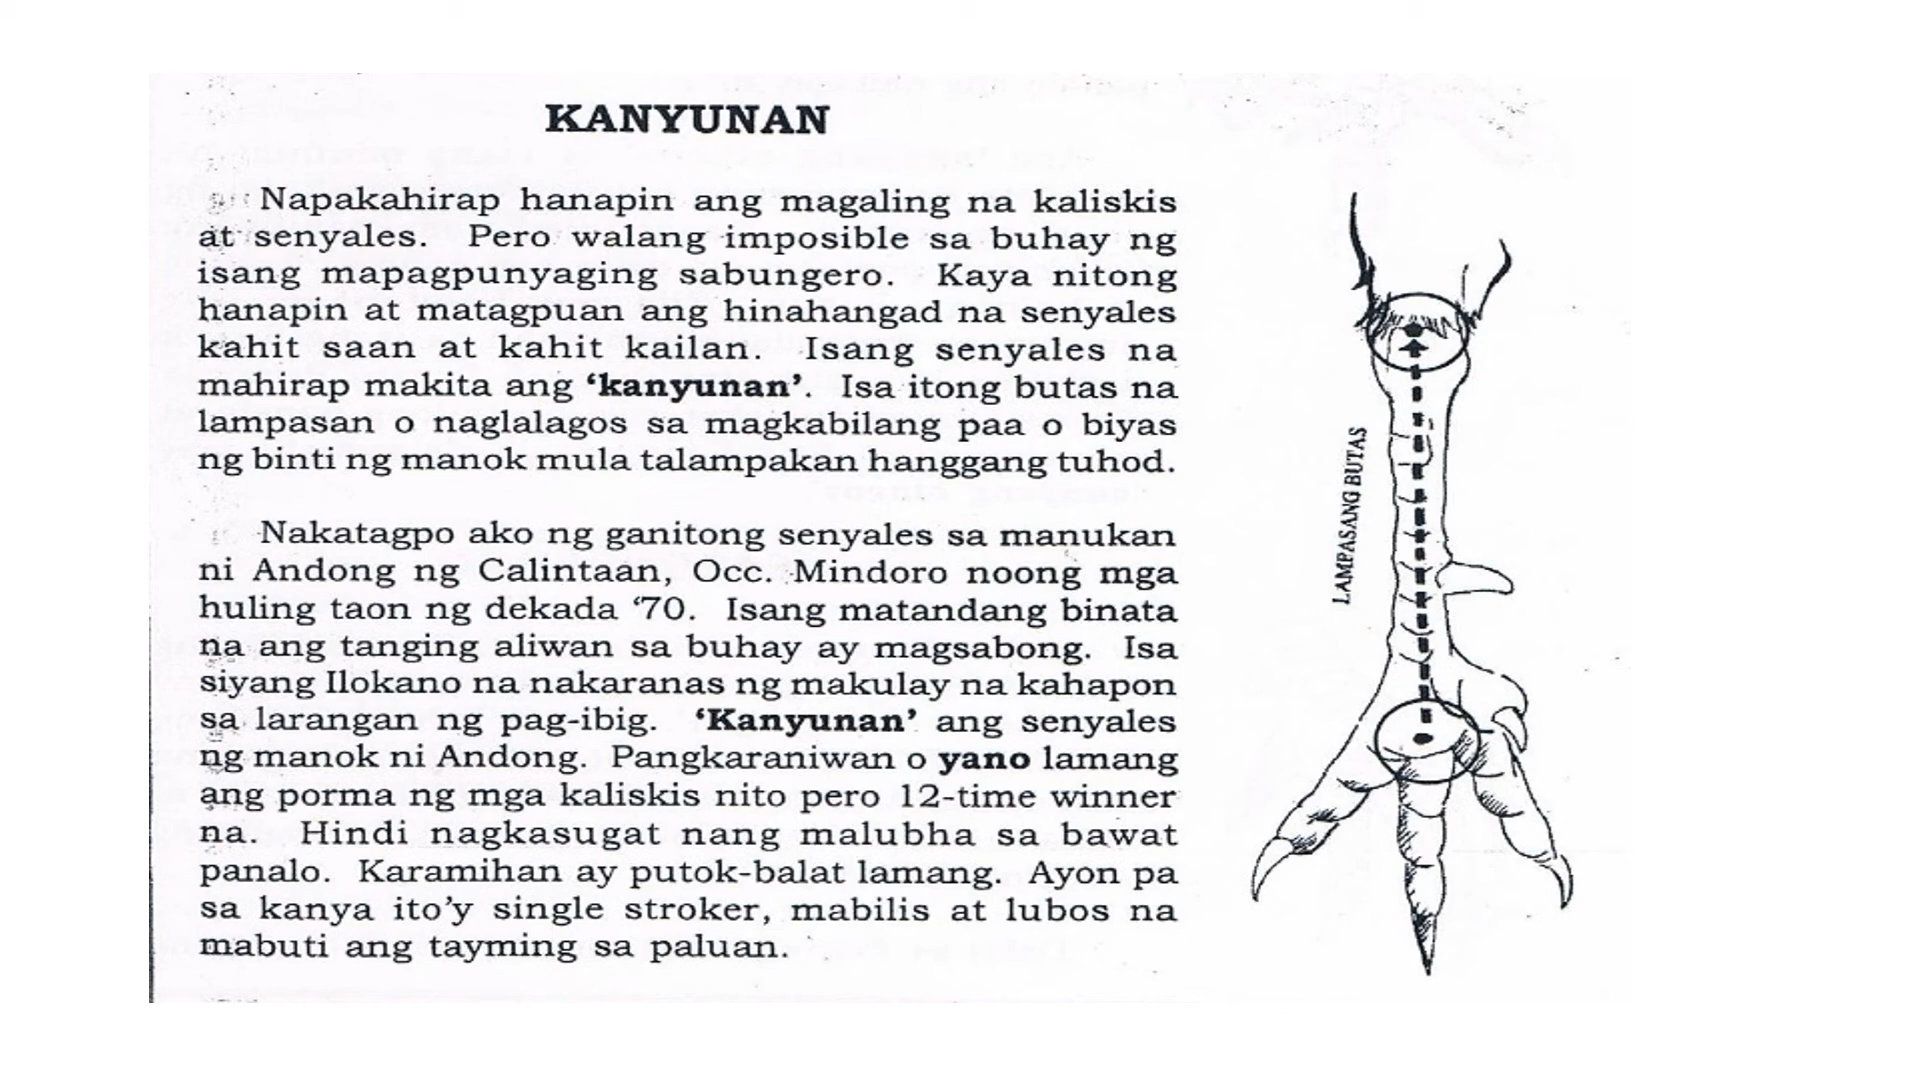 KANYUNAN
Napakahirap hanapin ang magaling na kaliskis
at senyales. Pero walang imposible sa buhay ng
isang mapagpunyaging sabungero. Kaya nitong
hanapin at matagpuan ang hinahangad na senyales
kahit saan at kahit kailan. Isang senyales na
mahirap makita ang ‘kanyunan’. Isa itong butas na
lampasan o naglalagos sa magkabilang paa o biyas
ng binti ng manok mula talampakan hanggang tuhod.
Nakatagpo ako ng ganitong senyales sa manukan
ni Andong ng Calintaan, Occ. Mindoro noong mga
huling taon ng dekada ‘70. Isang matandang binata
na ang tanging aliwan sa buhay ay magsabong. Isa
siyang Ilokano na nakaranas ng makulay na kahapon
sa larangan ng pag-ibig. ‘Kanyunan’ ang senyales
ng manok ni Andong. Pangkaraniwan o yano lamang
ang porma ng mga kaliskis nito pero 12-time winner
na. Hindi nagkasugat nang malubha sa bawat
panalo. Karamihan ay putok-balat lamang. Ayon pa
sa kanya ito’y single stroker, mabilis at lubos na
mabuti ang tayming sa paluan.
LAMPASANG BUTAS